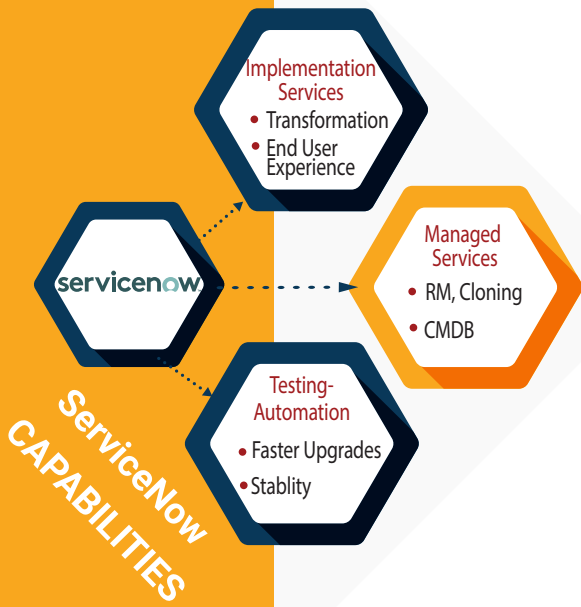 Implementation
Services
• Transformation
• End User
Experience
servicenow
Managed
Services
• RM, Cloning
• CMDB
Testing-
Automation
• Faster Upgrades
• Stablity
ServiceNow
CAPABILITIES